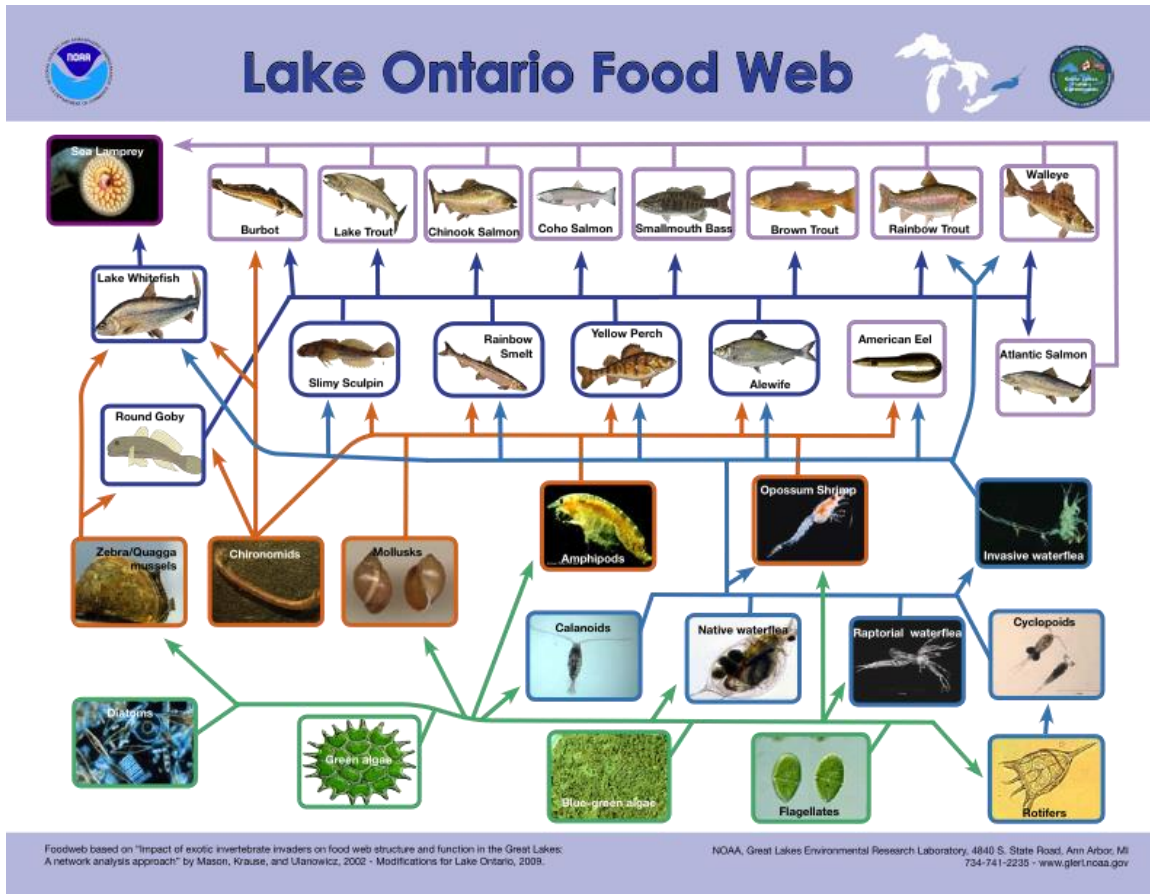 NOAA
Lake Ontario Food Web
Sea Lamprey
Burbot
Lake Trout
Chinook Salmon
Coho Salmon
Smallmouth Bass
Brown Trout
Rainbow Trout
Walleye
Lake Whitefish
Slimy Sculpin
Rainbow
Smelt
Yellow Perch
Alewife
American Eel
Atlantic Salmon
Round Goby
Zebra/Quagga
mussels
Chironomids
Mollusks
Amphipods
Opossum Shrimp
Invasive waterflea
Calanoids
Native waterflea
Raptorial waterflea
Cyclopoids
Diatoms
Green algae
Blue-green algae
Flagellates
Rotifers
Foodweb based on "Impact of exotic invertebrate invaders on food web structure and function in the Great Lakes:
A network analysis approach" by Mason, Krause, and Ulanowicz, 2002 - Modifications for Lake Ontario, 2009.
NOAA, Great Lakes Environmental Research Laboratory, 4840 S. State Road, Ann Arbor, MI
734-741-2235 - www.glerl.noaa.gov